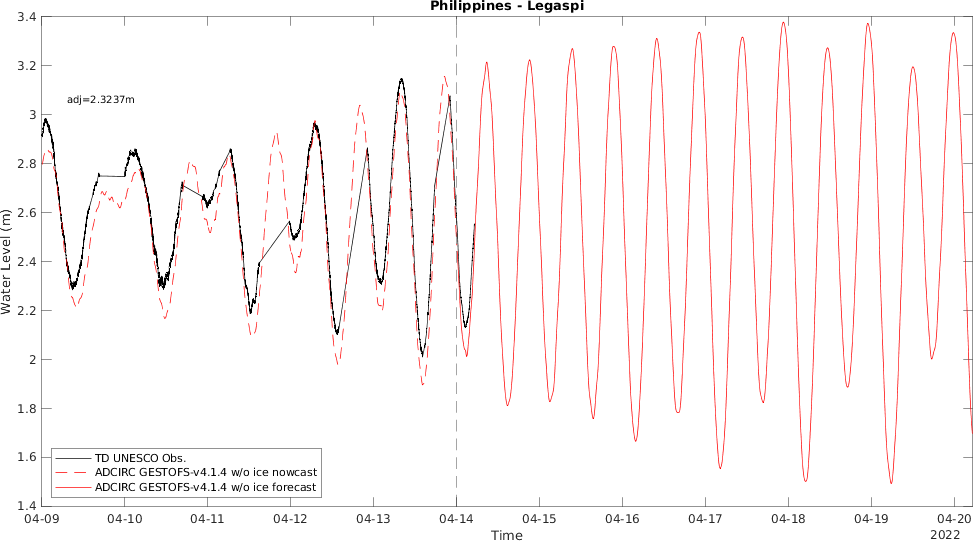 Philippines - Legaspi
3.4
3.2
3
2.8
2.6
2.4
2.2
2
1.8
1.6
1.4
Water Level (m)
adj=2.3237m
TD UNESCO Obs.
ADCIRC GESTOFS-v4.1.4 w/o ice nowcast
ADCIRC GESTOFS-v4.1.4 w/o ice forecast
04-09 04-10 04-11 04-12 04-13 04-14 04-15 04-16 04-17 04-18 04-19 04-20
Time
2022